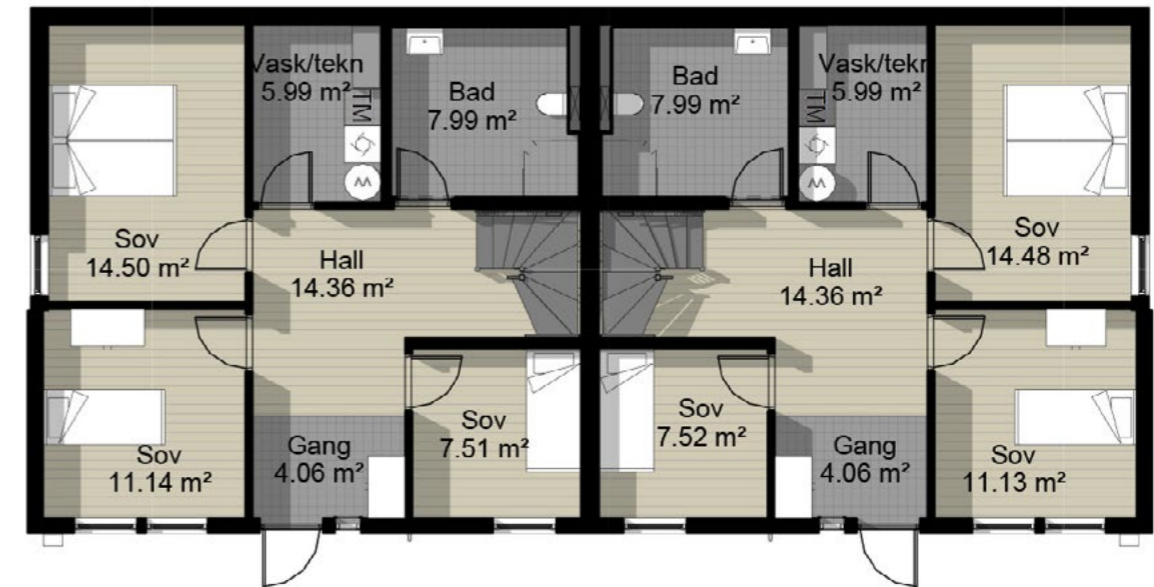 Vask/tekn
5.99 m²
Bad
7.99 m²
TM
Sov
14.50 m²
Hall
14.36 m²
Sov
11.14 m²
Gang
4.06 m²
Sov
7.51 m²
Bad
7.99 m²
Vask/tekn
5.99 m²
TM
Sov
14.48 m²
Hall
14.36 m²
Sov
7.52 m²
Gang
4.06 m²
Sov
11.13 m²